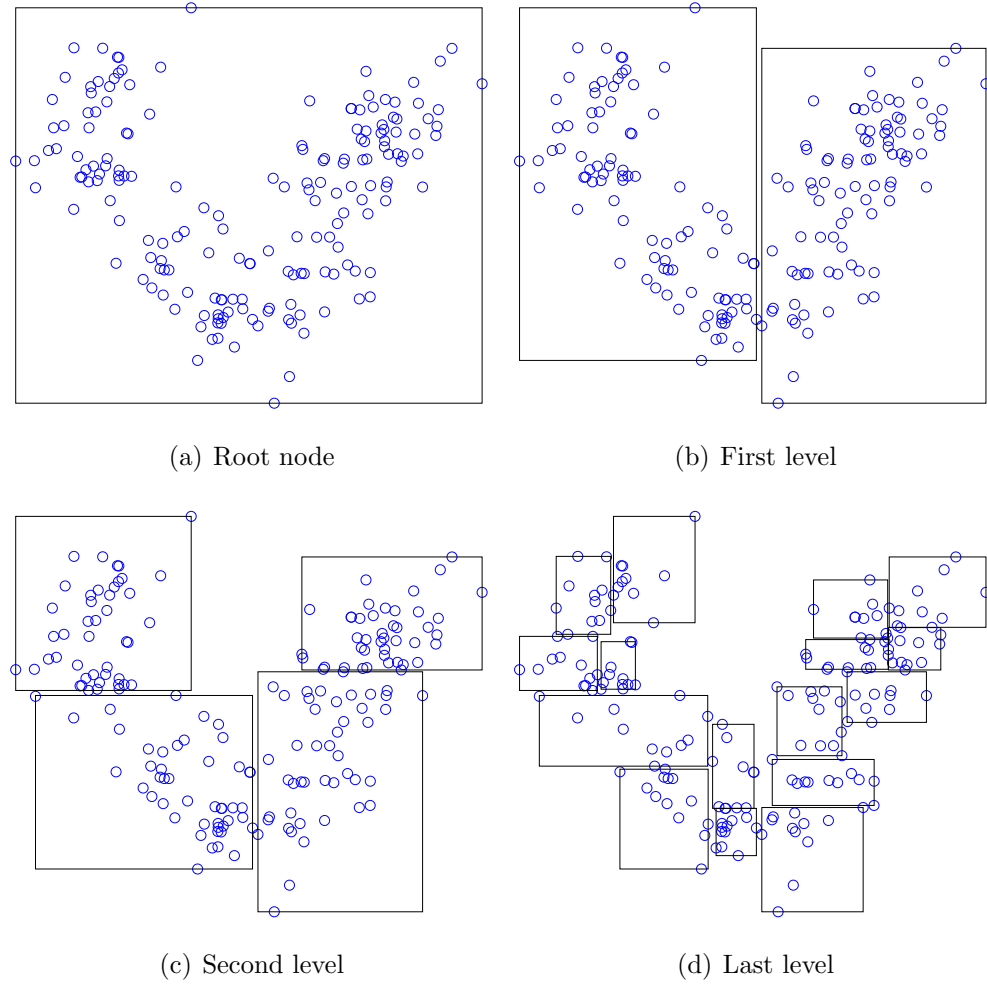 (a) Root node
(b) First level
(c) Second level
(d) Last level